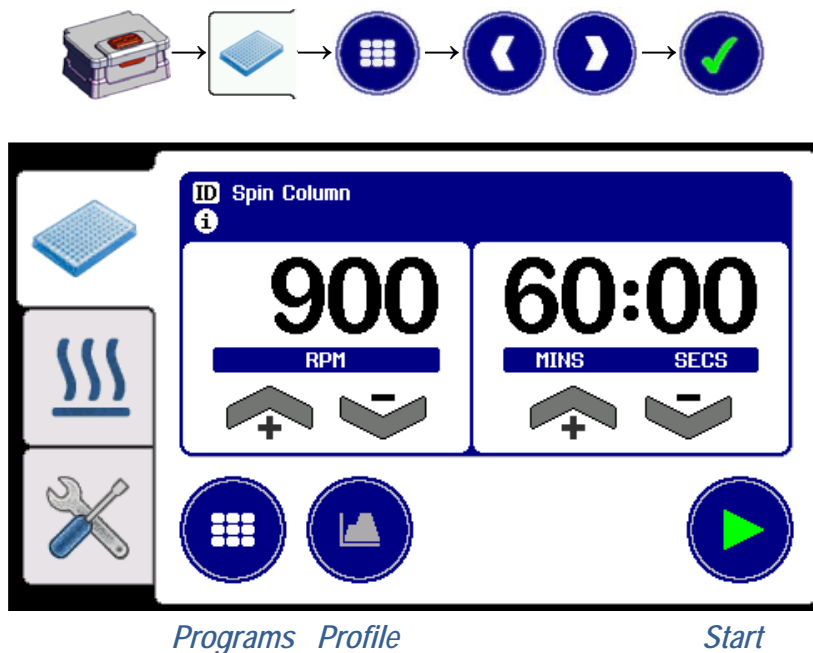 ID Spin Column
i
900
60:00
RPM
MINS SECS
+ - + -
Programs Profile Start